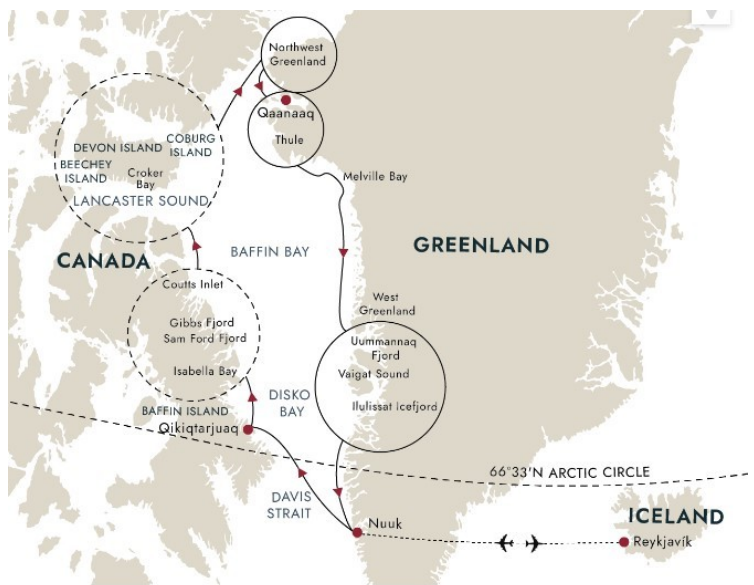 Northwest
Greenland
Qaanaaq
Thule
COBURG
ISLAND
DEVON ISLAND
BEECHEY
ISLAND
Croker
Bay
LANCASTER SOUND
Melville Bay
CANADA
BAFFIN BAY
GREENLAND
Coutts Inlet
Gibbs Fjord
Sam Ford Fjord
Isabella Bay
West
Greenland
Uummannaq
Fjord
Vaigat Sound
Ilulissat Icefjord
DISKO
BAY
BAFFIN ISLAND
Qikiqtarjuaq
66°33'N ARCTIC CIRCLE
DAVIS
STRAIT
Nuuk
ICELAND
Reykjavík